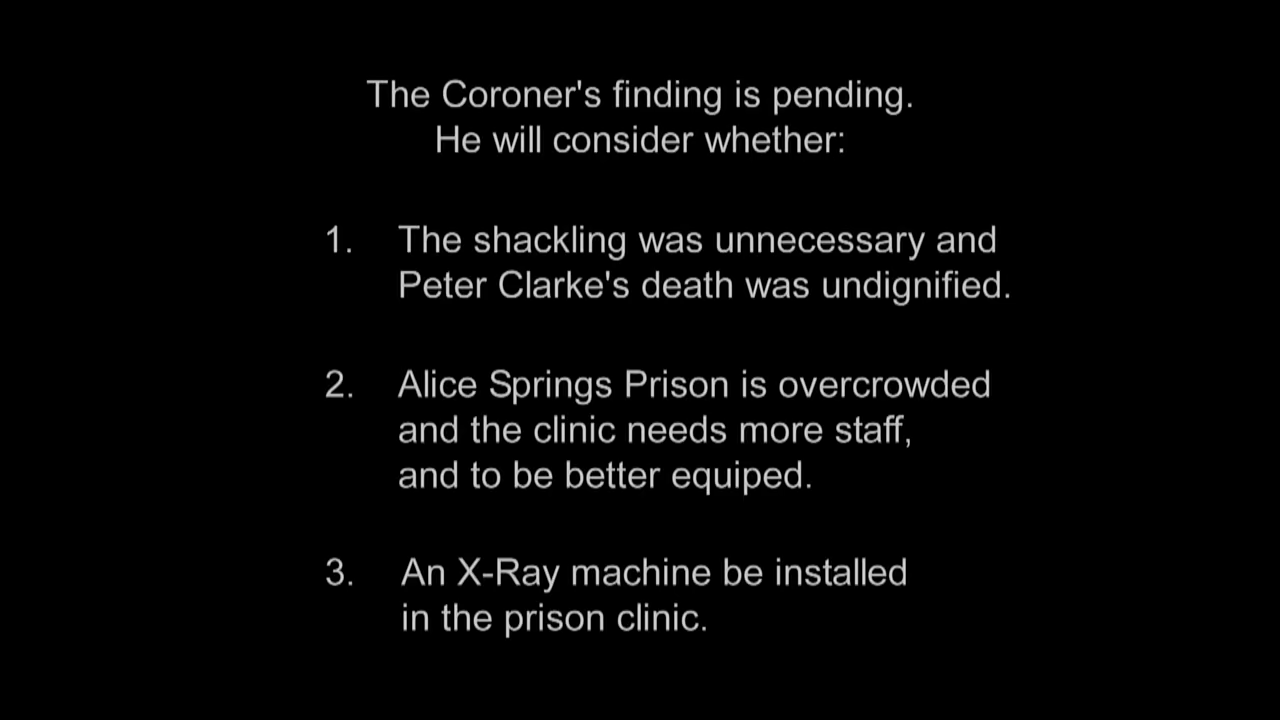 The Coroner's finding is pending.
He will consider whether:
1. The shackling was unnecessary and
Peter Clarke's death was undignified.
2. Alice Springs Prison is overcrowded
and the clinic needs more staff,
and to be better equiped.
3. An X-Ray machine be installed
in the prison clinic.